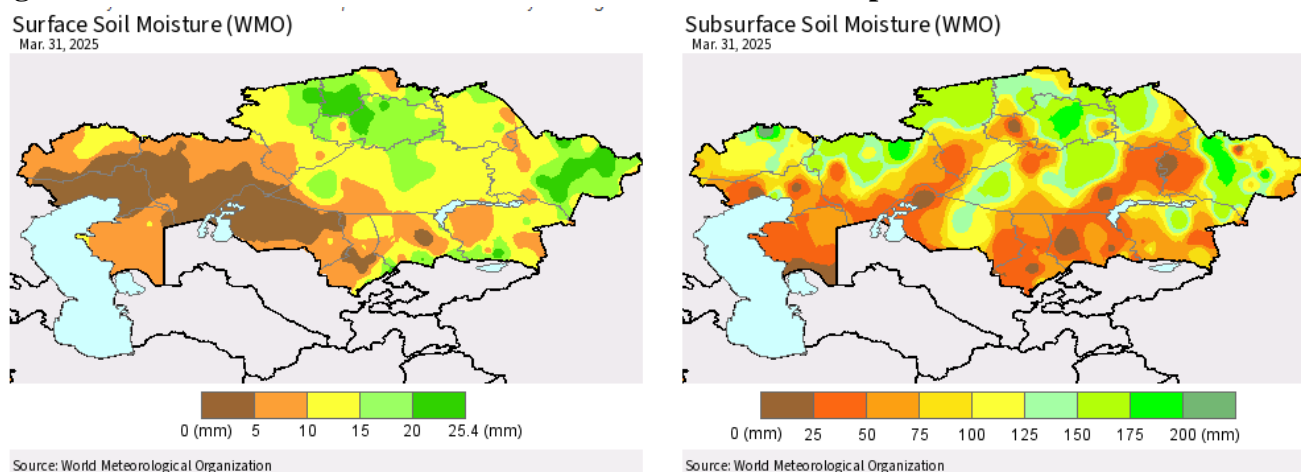 Surface Soil Moisture (WMO)
Mar. 31, 2025
0 (mm) 5 10 15 20 25.4 (mm)
Source: World Meteorological Organization
Subsurface Soil Moisture (WMO)
Mar. 31, 2025
0 (mm) 25 50 75 100 125 150 175 200 (mm)
Source: World Meteorological Organization